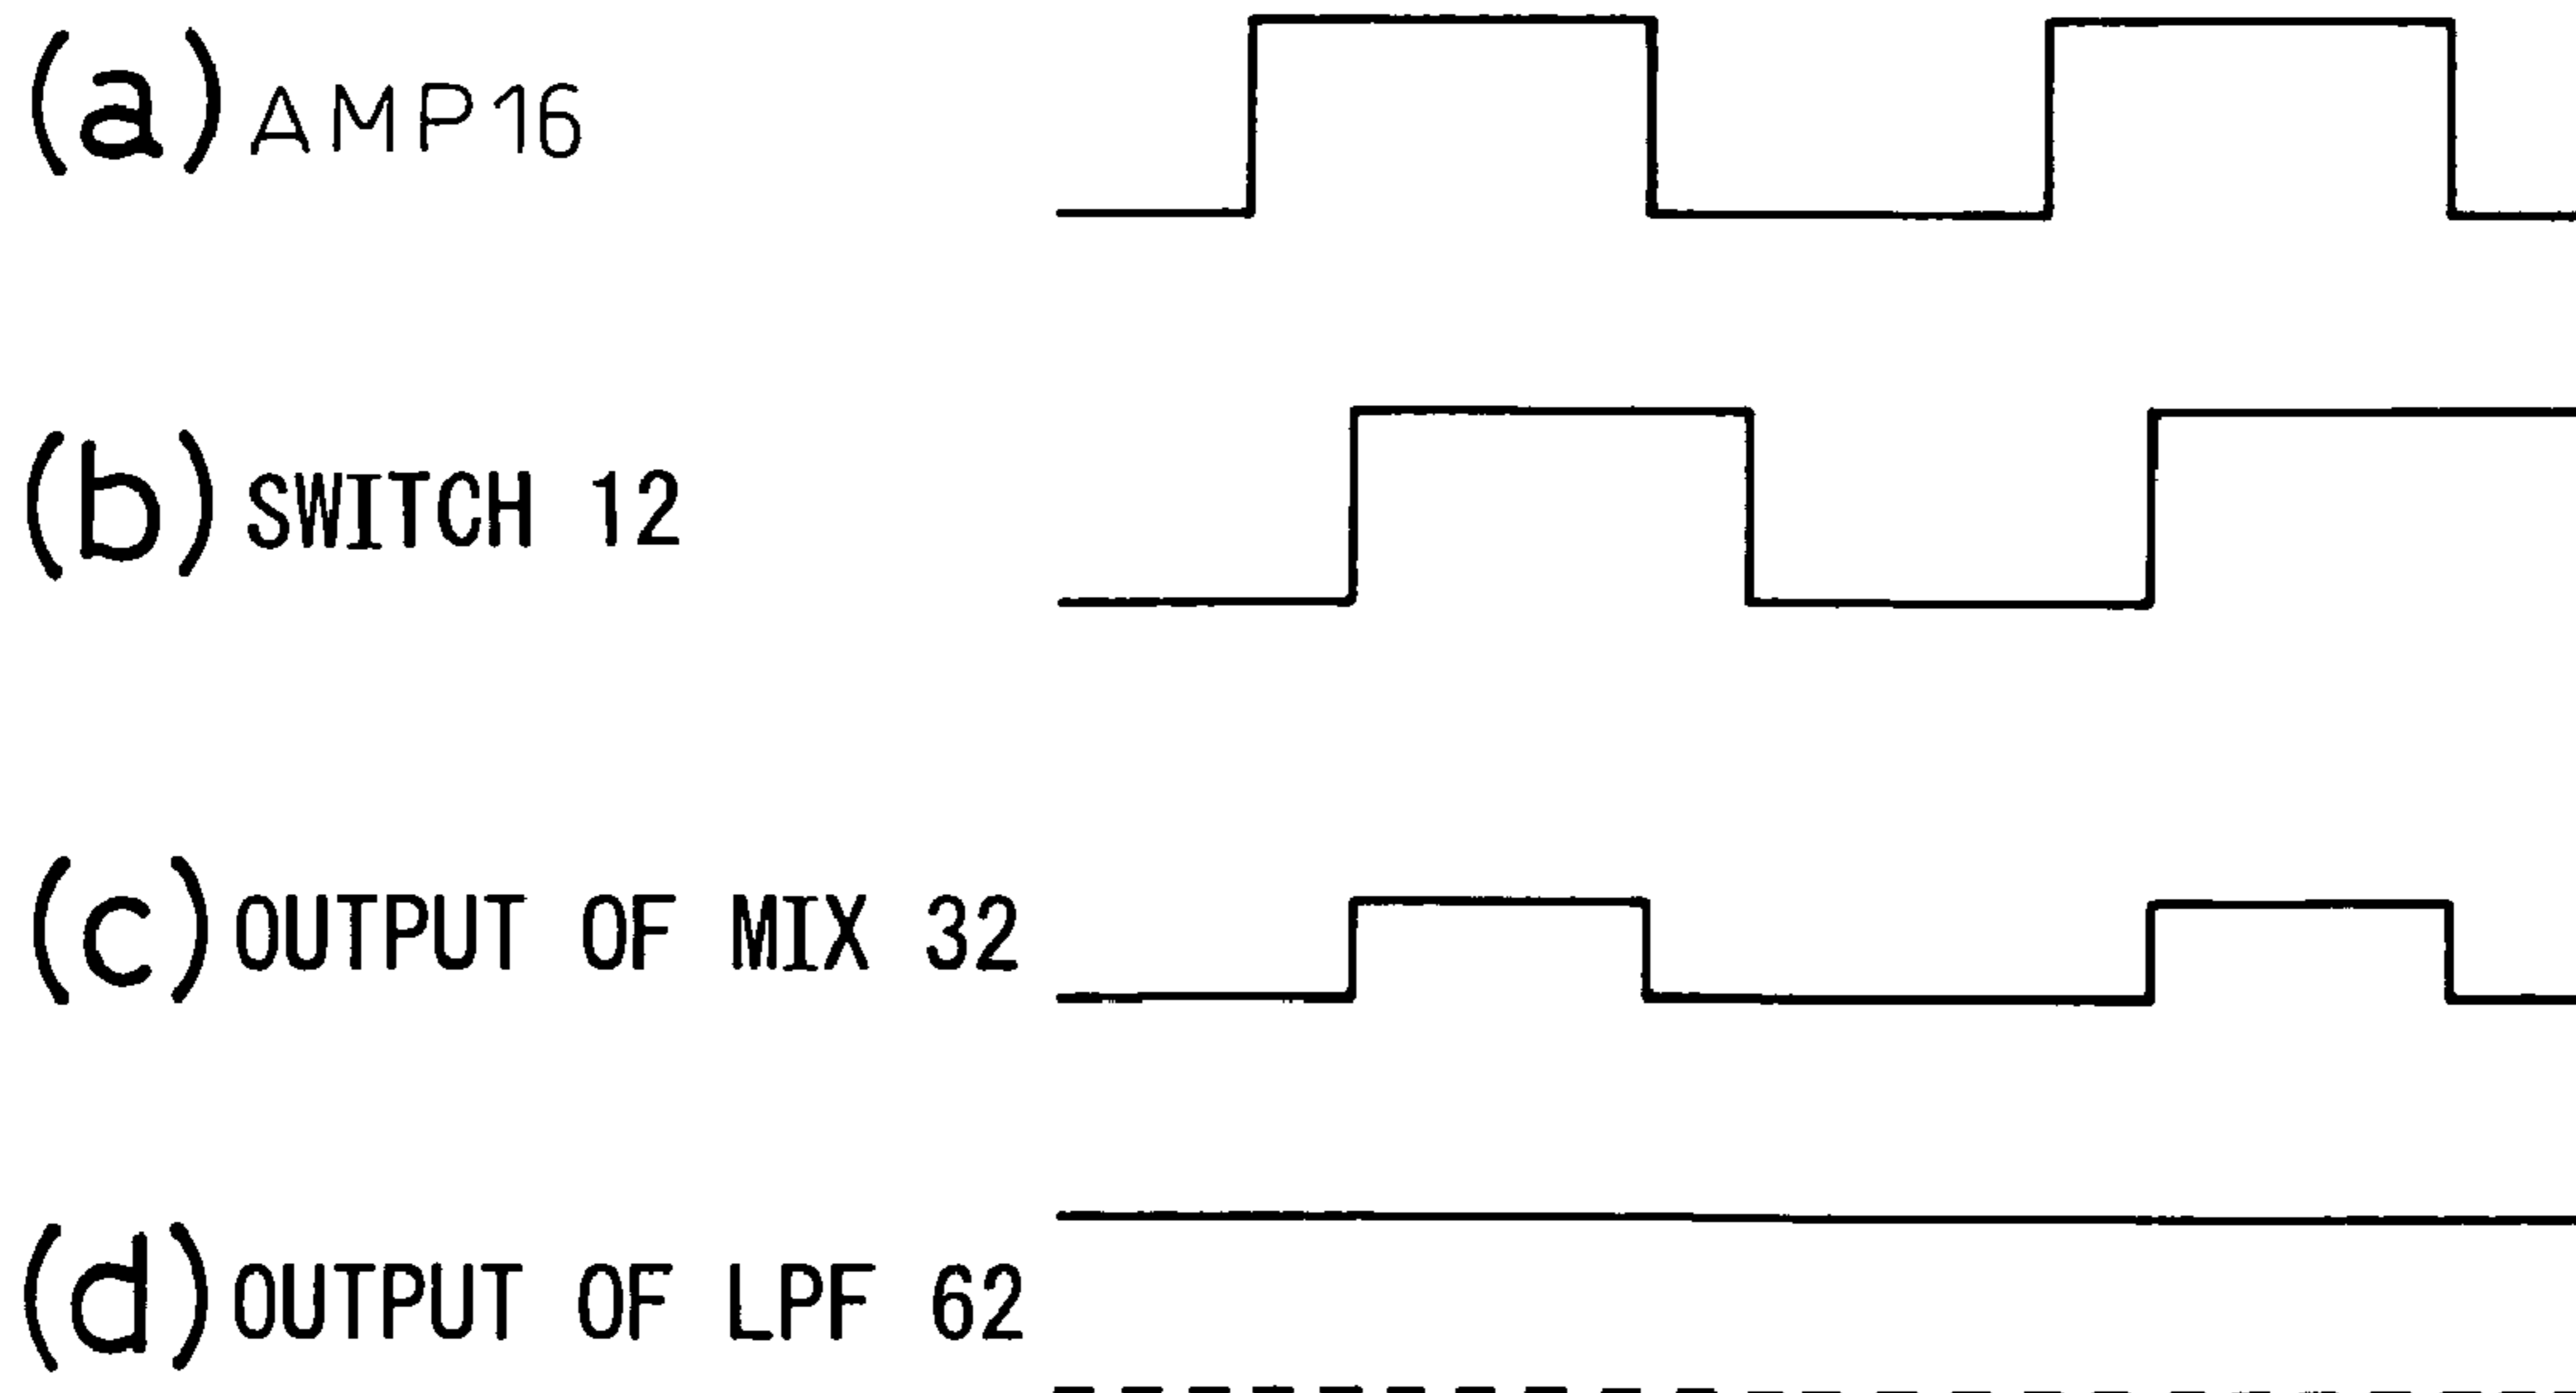 (a) AMP16
(b) SWITCH 12
(c) OUTPUT OF MIX 32
(d) OUTPUT OF LPF 62